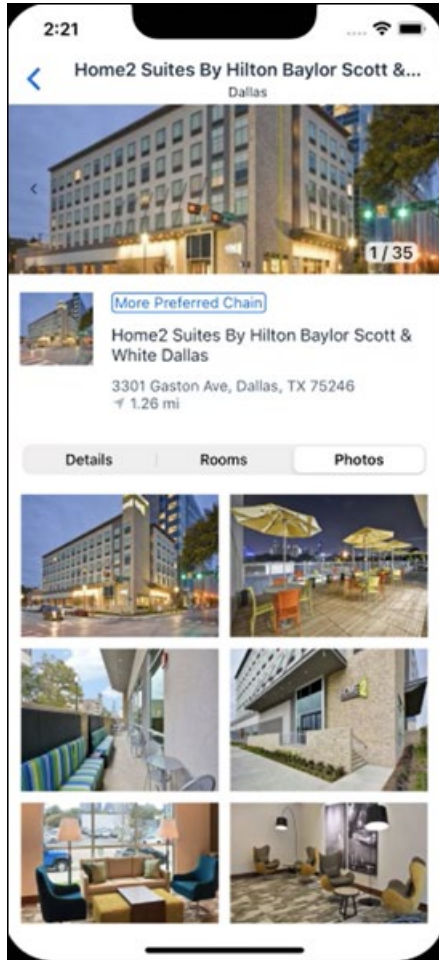 2:21
Home2 Suites By Hilton Baylor Scott &...
Dallas
1 / 35
More Preferred Chain
Home2 Suites By Hilton Baylor Scott &
White Dallas
3301 Gaston Ave, Dallas, TX 75246
1.26 mi
Details
Rooms
Photos